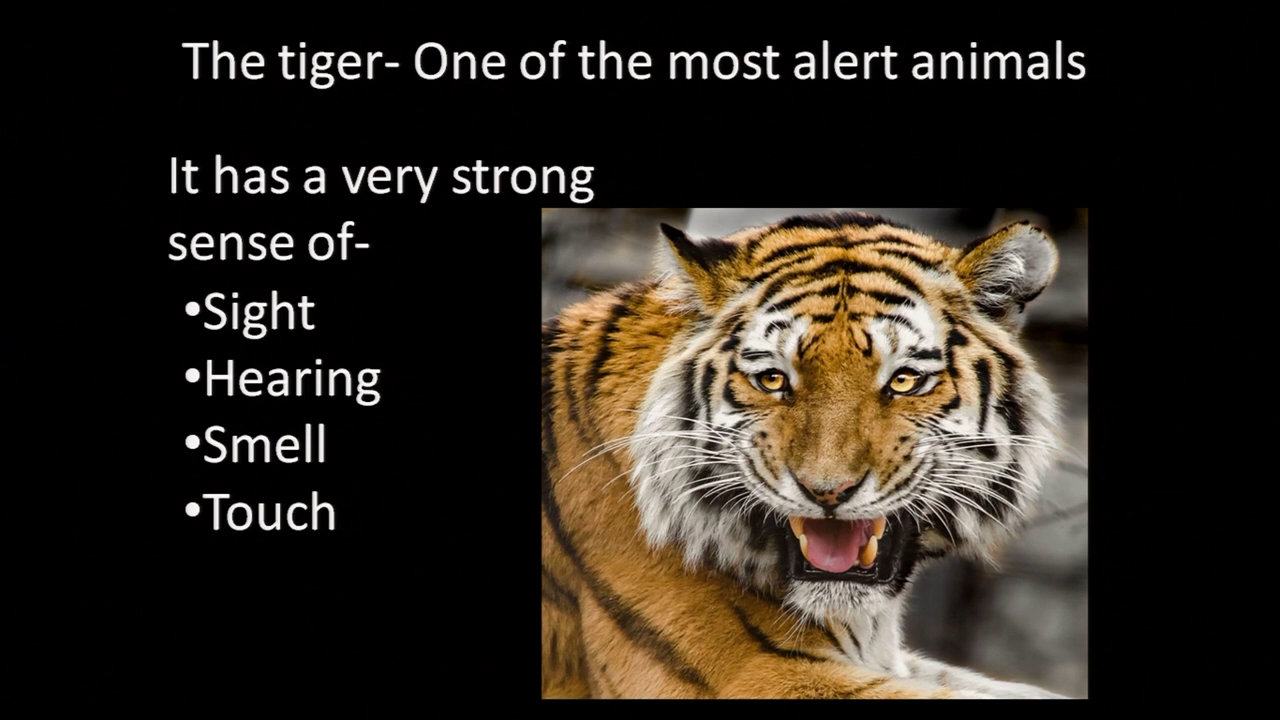 The tiger- One of the most alert animals
It has a very strong
sense of-
•Sight
•Hearing
•Smell
•Touch